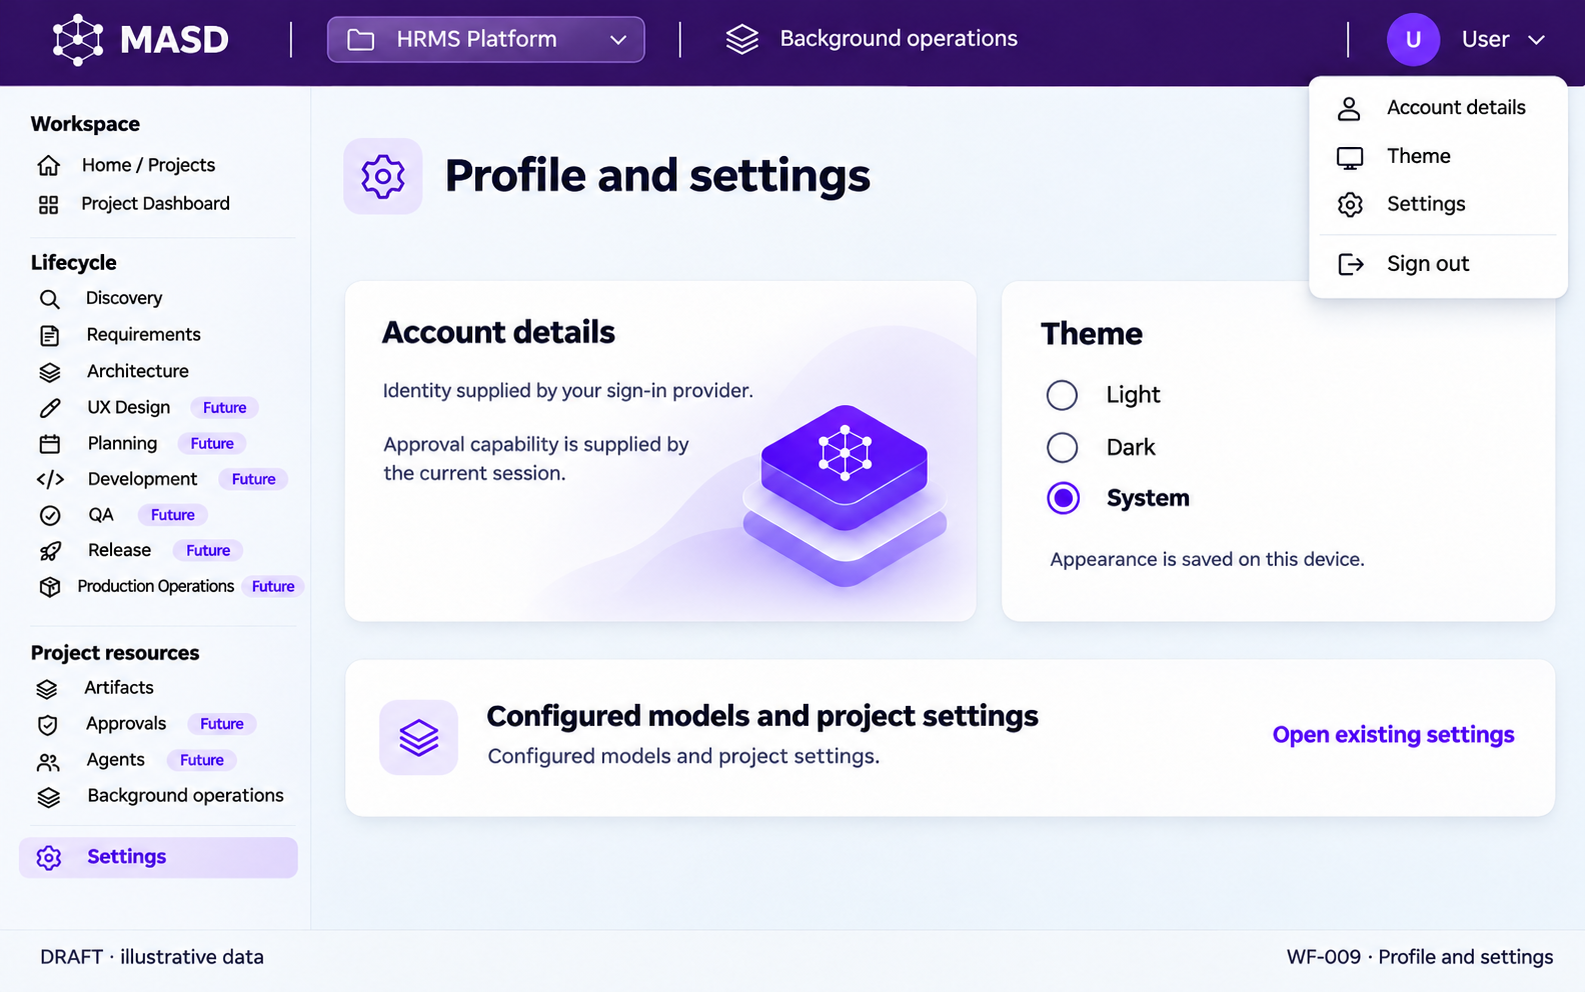 MASD
HRMS Platform
Background operations
U
User
Account details
Theme
Settings
Sign out
Workspace
Home / Projects
Project Dashboard
Lifecycle
Discovery
Requirements
Architecture
UX Design Future
Planning Future
Development Future
QA Future
Release Future
Production Operations Future
Project resources
Artifacts
Approvals Future
Agents Future
Background operations
Settings
Profile and settings
Account details
Identity supplied by your sign-in provider.
Approval capability is supplied by
the current session.
Theme
Light
Dark
System
Appearance is saved on this device.
Configured models and project settings
Configured models and project settings.
Open existing settings
DRAFT · illustrative data
WF-009 · Profile and settings